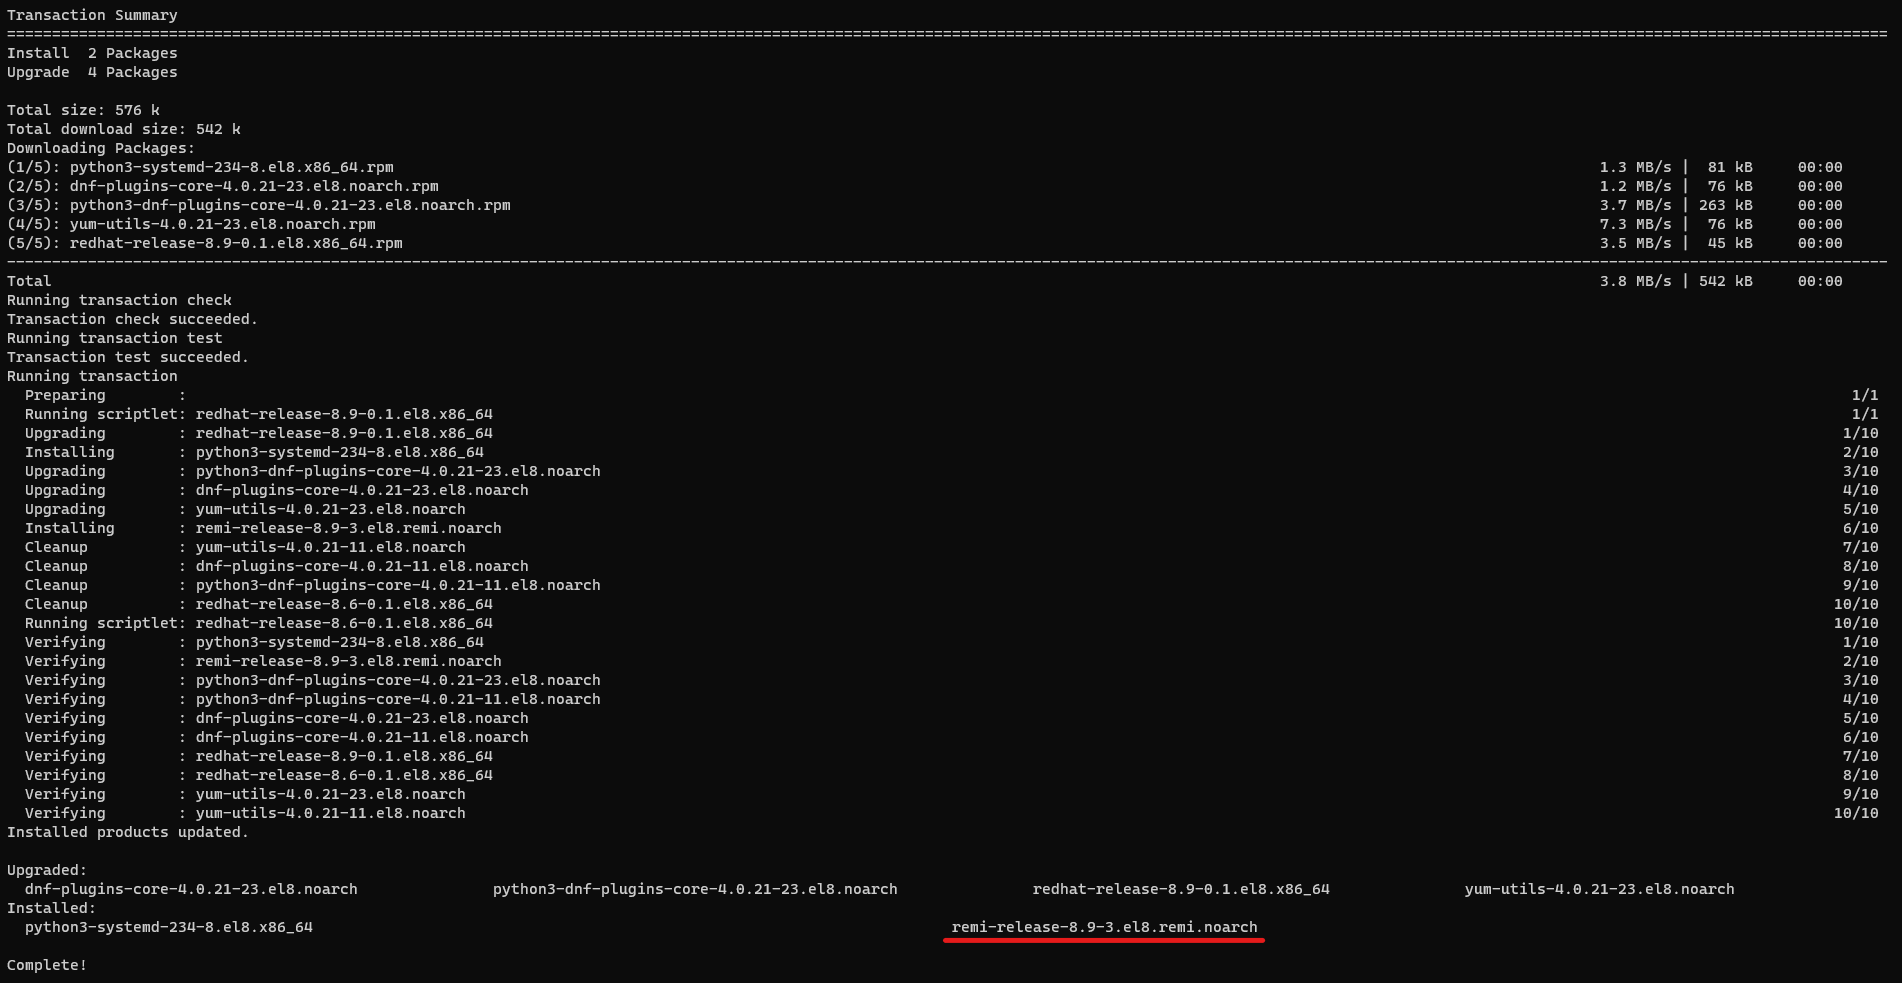 Transaction Summary
================================================================================
Install  2 Packages
Upgrade  4 Packages
Total size: 576 k
Total download size: 542 k
Downloading Packages:
(1/5): python3-systemd-234-8.el8.x86_64.rpm    1.3 MB/s |  81 kB     00:00
(2/5): dnf-plugins-core-4.0.21-23.el8.noarch.rpm    1.2 MB/s |  76 kB     00:00
(3/5): python3-dnf-plugins-core-4.0.21-23.el8.noarch.rpm    3.7 MB/s | 263 kB     00:00
(4/5): yum-utils-4.0.21-23.el8.noarch.rpm    7.3 MB/s |  76 kB     00:00
(5/5): redhat-release-8.9-0.1.el8.x86_64.rpm    3.5 MB/s |  45 kB     00:00
--------------------------------------------------------------------------------
Total    3.8 MB/s | 542 kB     00:00
Running transaction check
Transaction check succeeded.
Running transaction test
Transaction test succeeded.
Running transaction
  Preparing        :    1/1
  Running scriptlet: redhat-release-8.9-0.1.el8.x86_64    1/1
  Upgrading        : redhat-release-8.9-0.1.el8.x86_64    1/10
  Installing       : python3-systemd-234-8.el8.x86_64    2/10
  Upgrading        : python3-dnf-plugins-core-4.0.21-23.el8.noarch    3/10
  Upgrading        : dnf-plugins-core-4.0.21-23.el8.noarch    4/10
  Upgrading        : yum-utils-4.0.21-23.el8.noarch    5/10
  Installing       : remi-release-8.9-3.el8.remi.noarch    6/10
  Cleanup          : yum-utils-4.0.21-11.el8.noarch    7/10
  Cleanup          : dnf-plugins-core-4.0.21-11.el8.noarch    8/10
  Cleanup          : python3-dnf-plugins-core-4.0.21-11.el8.noarch    9/10
  Cleanup          : redhat-release-8.6-0.1.el8.x86_64    10/10
  Running scriptlet: redhat-release-8.6-0.1.el8.x86_64    10/10
  Verifying        : python3-systemd-234-8.el8.x86_64    1/10
  Verifying        : remi-release-8.9-3.el8.remi.noarch    2/10
  Verifying        : python3-dnf-plugins-core-4.0.21-23.el8.noarch    3/10
  Verifying        : python3-dnf-plugins-core-4.0.21-11.el8.noarch    4/10
  Verifying        : dnf-plugins-core-4.0.21-23.el8.noarch    5/10
  Verifying        : dnf-plugins-core-4.0.21-11.el8.noarch    6/10
  Verifying        : redhat-release-8.9-0.1.el8.x86_64    7/10
  Verifying        : redhat-release-8.6-0.1.el8.x86_64    8/10
  Verifying        : yum-utils-4.0.21-23.el8.noarch    9/10
  Verifying        : yum-utils-4.0.21-11.el8.noarch    10/10
Installed products updated.
Upgraded:
  dnf-plugins-core-4.0.21-23.el8.noarch    python3-dnf-plugins-core-4.0.21-23.el8.noarch    redhat-release-8.9-0.1.el8.x86_64    yum-utils-4.0.21-23.el8.noarch
Installed:
  python3-systemd-234-8.el8.x86_64    remi-release-8.9-3.el8.remi.noarch
Complete!